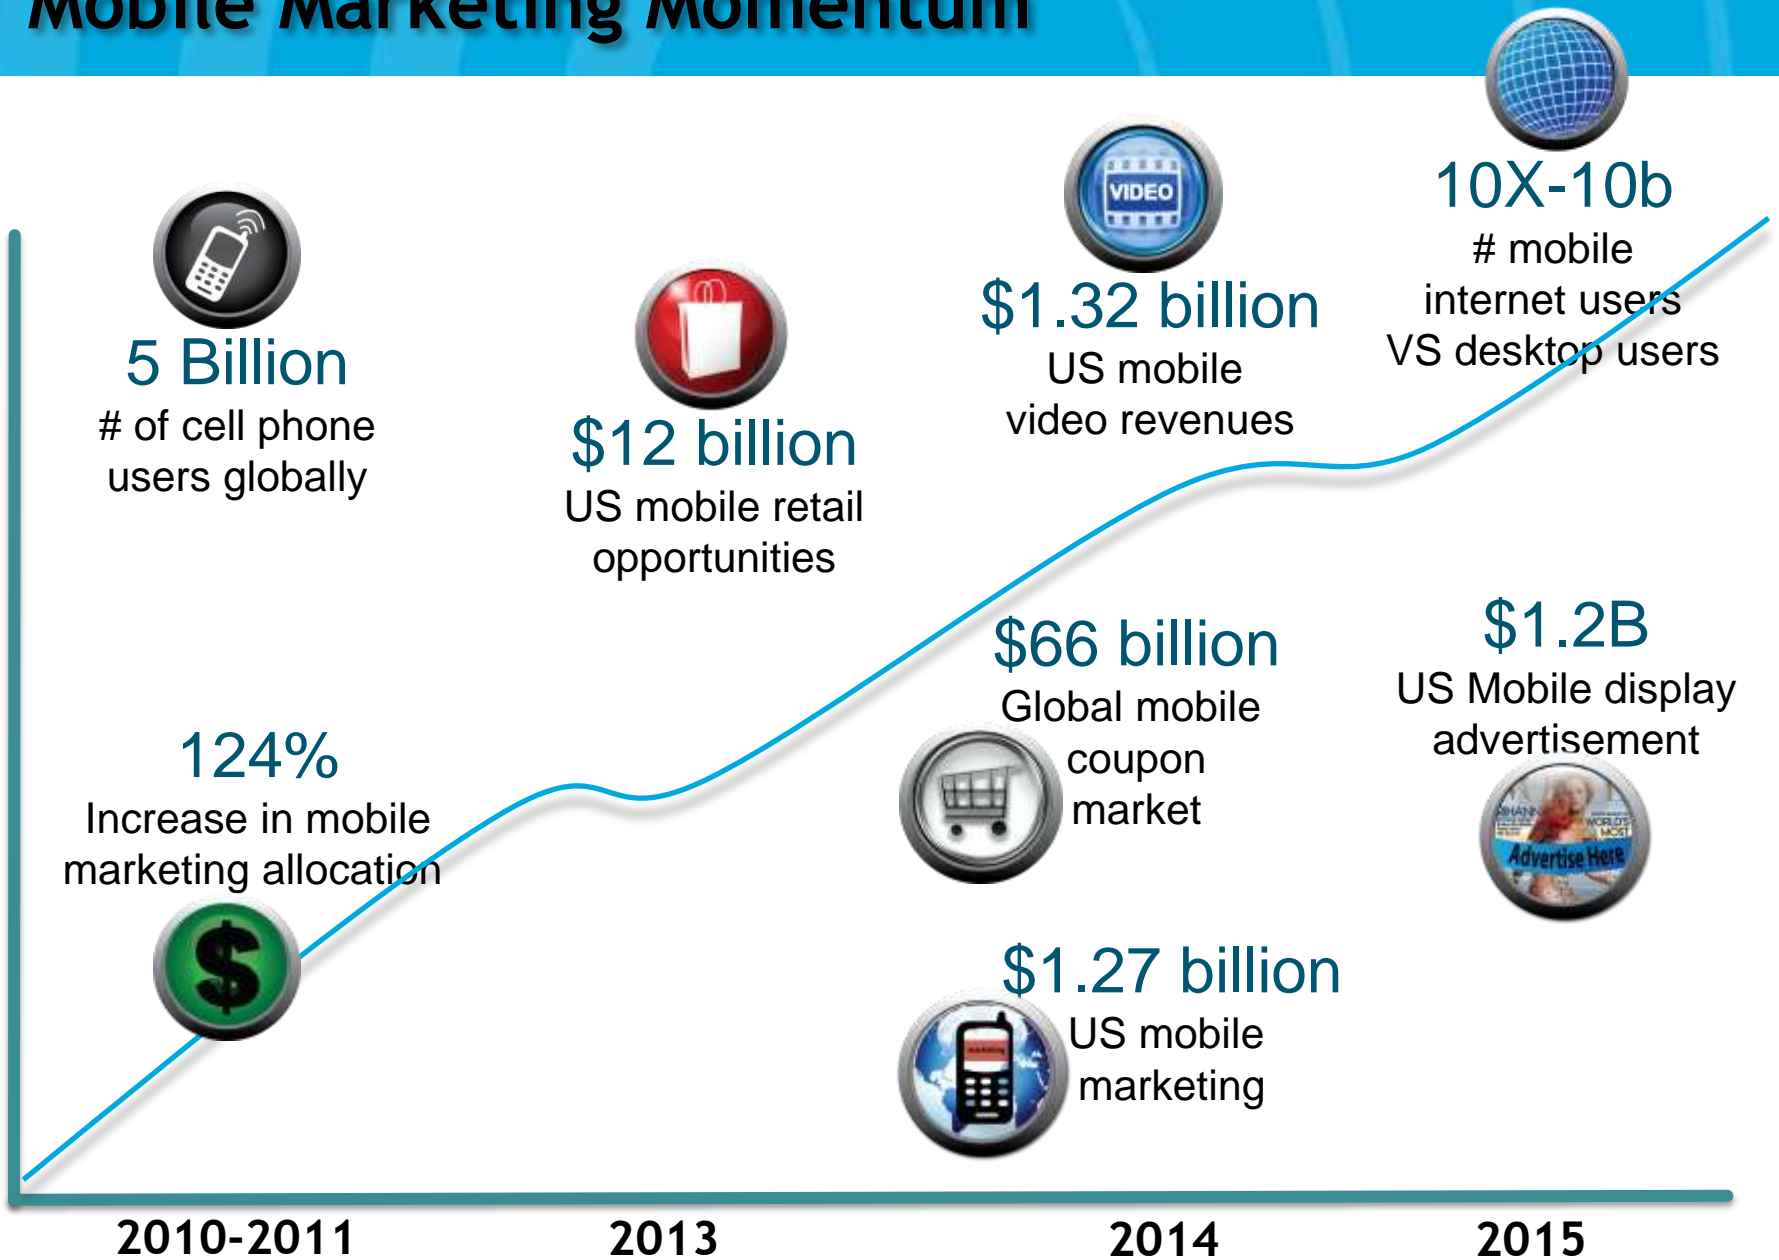 Mobile Marketing Momentum
5 Billion
# of cell phone
users globally
124%
Increase in mobile
marketing allocation
$12 billion
US mobile retail
opportunities
VIDEO
$1.32 billion
US mobile
video revenues
$66 billion
Global mobile
coupon
market
$1.27 billion
US mobile
marketing
10X-10b
# mobile
internet users
VS desktop users
$1.2B
US Mobile display
advertisement
WORLD'S
MOST
Advertise Here
2010-2011
2013
2014
2015